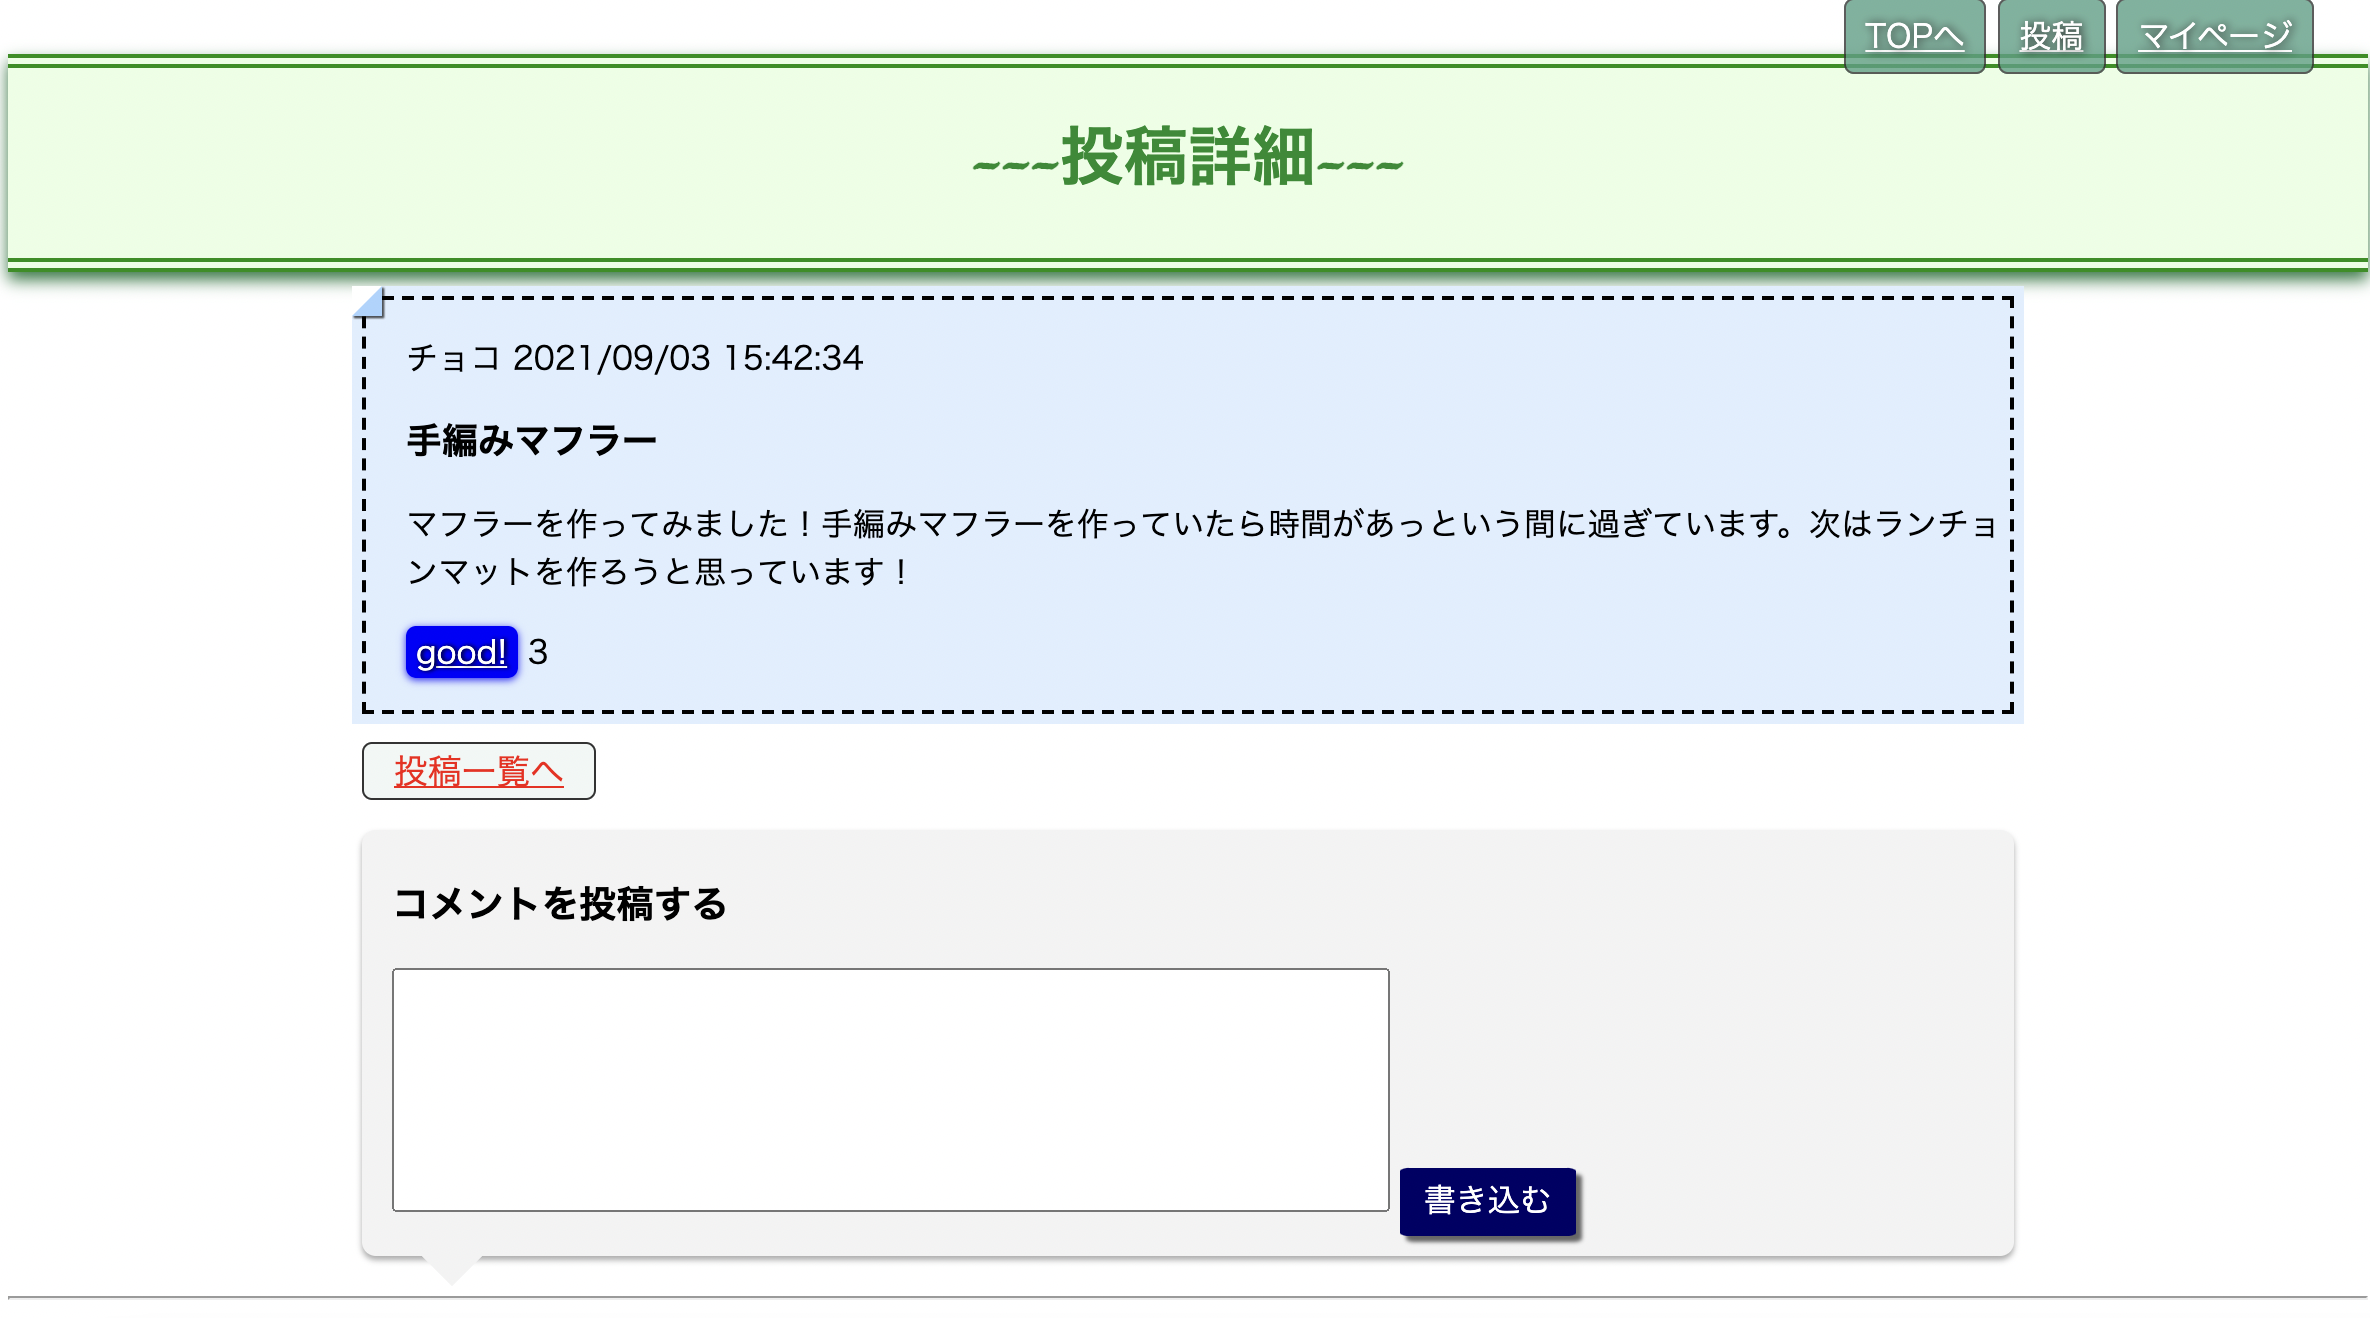 TOPへ 投稿 マイページ
~~~投稿詳細~~~
チョコ 2021/09/03 15:42:34
手編みマフラー
マフラーを作ってみました！手編みマフラーを作っていたら時間があっという間に過ぎています。次はランチョ
ンマットを作ろうと思っています！
good! 3
投稿一覧へ
コメントを投稿する
書き込む